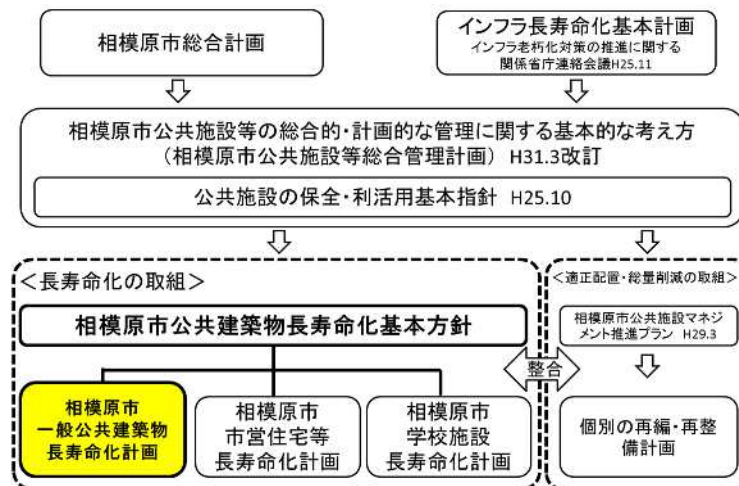 相模原市総合計画
インフラ長寿命化基本計画
インフラ老朽化対策の推進に関する
関係省庁連絡会議H25.11
相模原市公共施設等の総合的・計画的な管理に関する基本的な考え方
（相模原市公共施設等総合管理計画） H31.3改訂
公共施設の保全・利活用基本指針 H25.10
＜長寿命化の取組＞
相模原市公共建築物長寿命化基本方針
相模原市
一般公共建築物
長寿命化計画
相模原市
市営住宅等
長寿命化計画
相模原市
学校施設
長寿命化計画
整合
＜適正配置・総量削減の取組＞
相模原市公共施設マネジ
メント推進プラン H29.3
個別の再編・再整
備計画